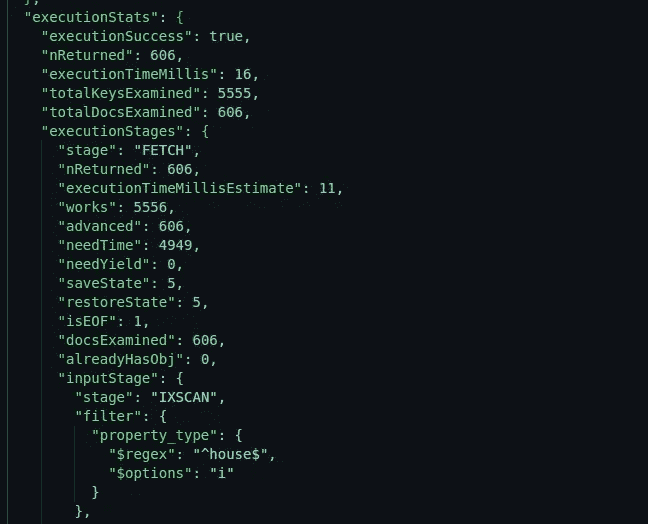 },
"executionStats": {
"executionSuccess": true,
"nReturned": 606,
"executionTimeMillis": 16,
"totalKeysExamined": 5555,
"totalDocsExamined": 606,
"executionStages": {
"stage": "FETCH",
"nReturned": 606,
"executionTimeMillisEstimate": 11,
"works": 5556,
"advanced": 606,
"needTime": 4949,
"needYield": 0,
"saveState": 5,
"restoreState": 5,
"isEOF": 1,
"docsExamined": 606,
"alreadyHasObj": 0,
"inputStage": {
"stage": "IXSCAN",
"filter": {
"property_type": {
"$regex": "^house$",
"$options": "i"
}
},